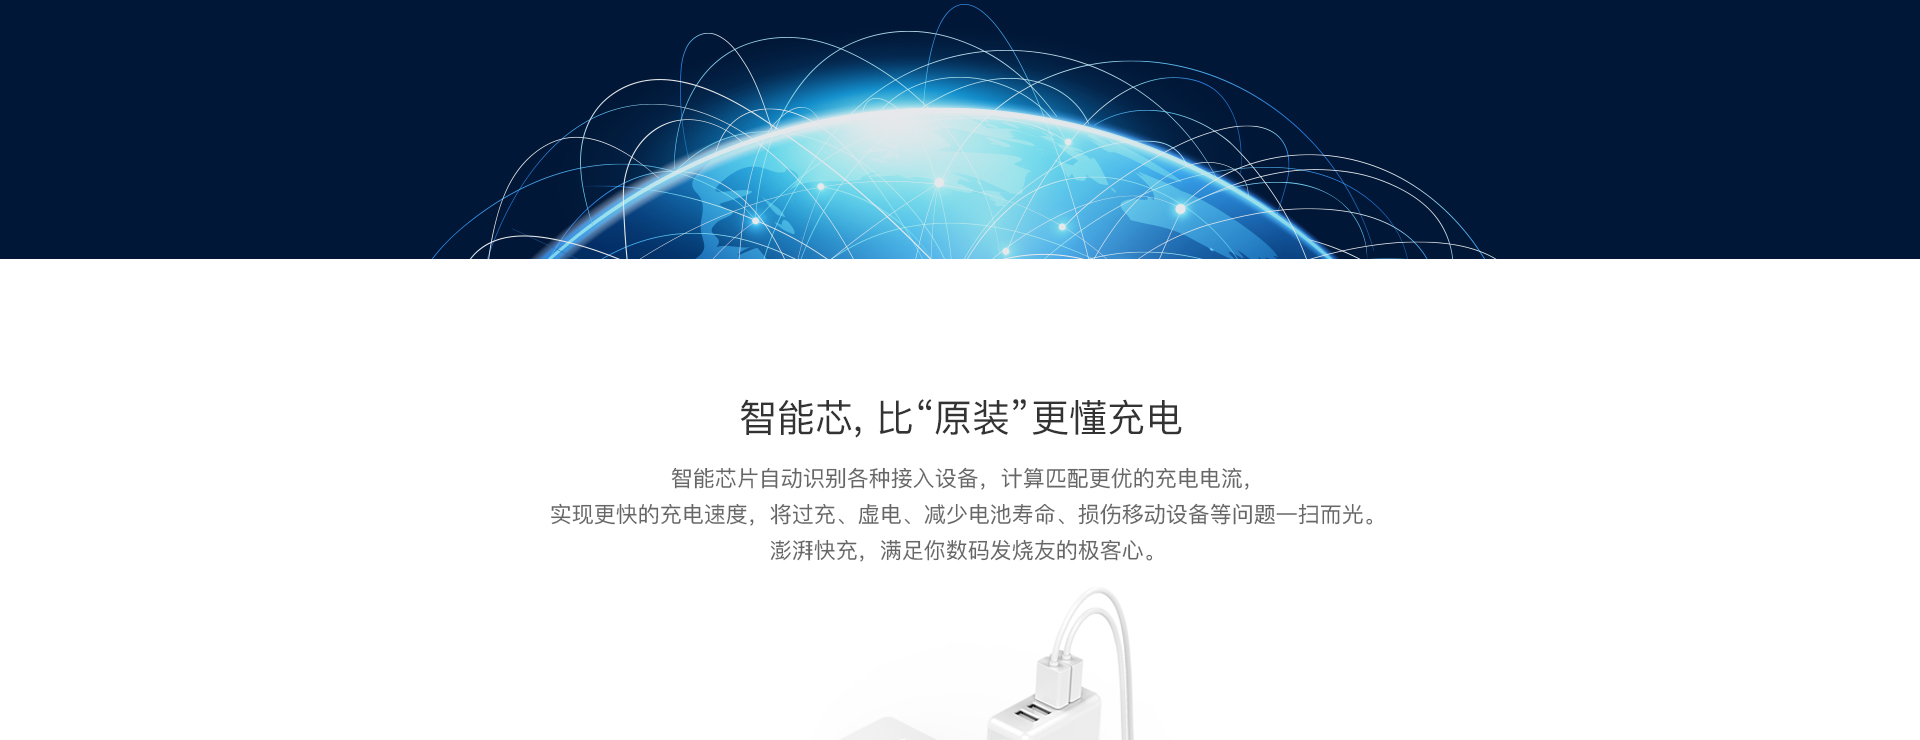 智能芯, 比“原装”更懂充电
智能芯片自动识别各种接入设备，计算匹配更优的充电电流，
实现更快的充电速度，将过充、虚电、减少电池寿命、损伤移动设备等问题一扫而光。
澎湃快充，满足你数码发烧友的极客心。